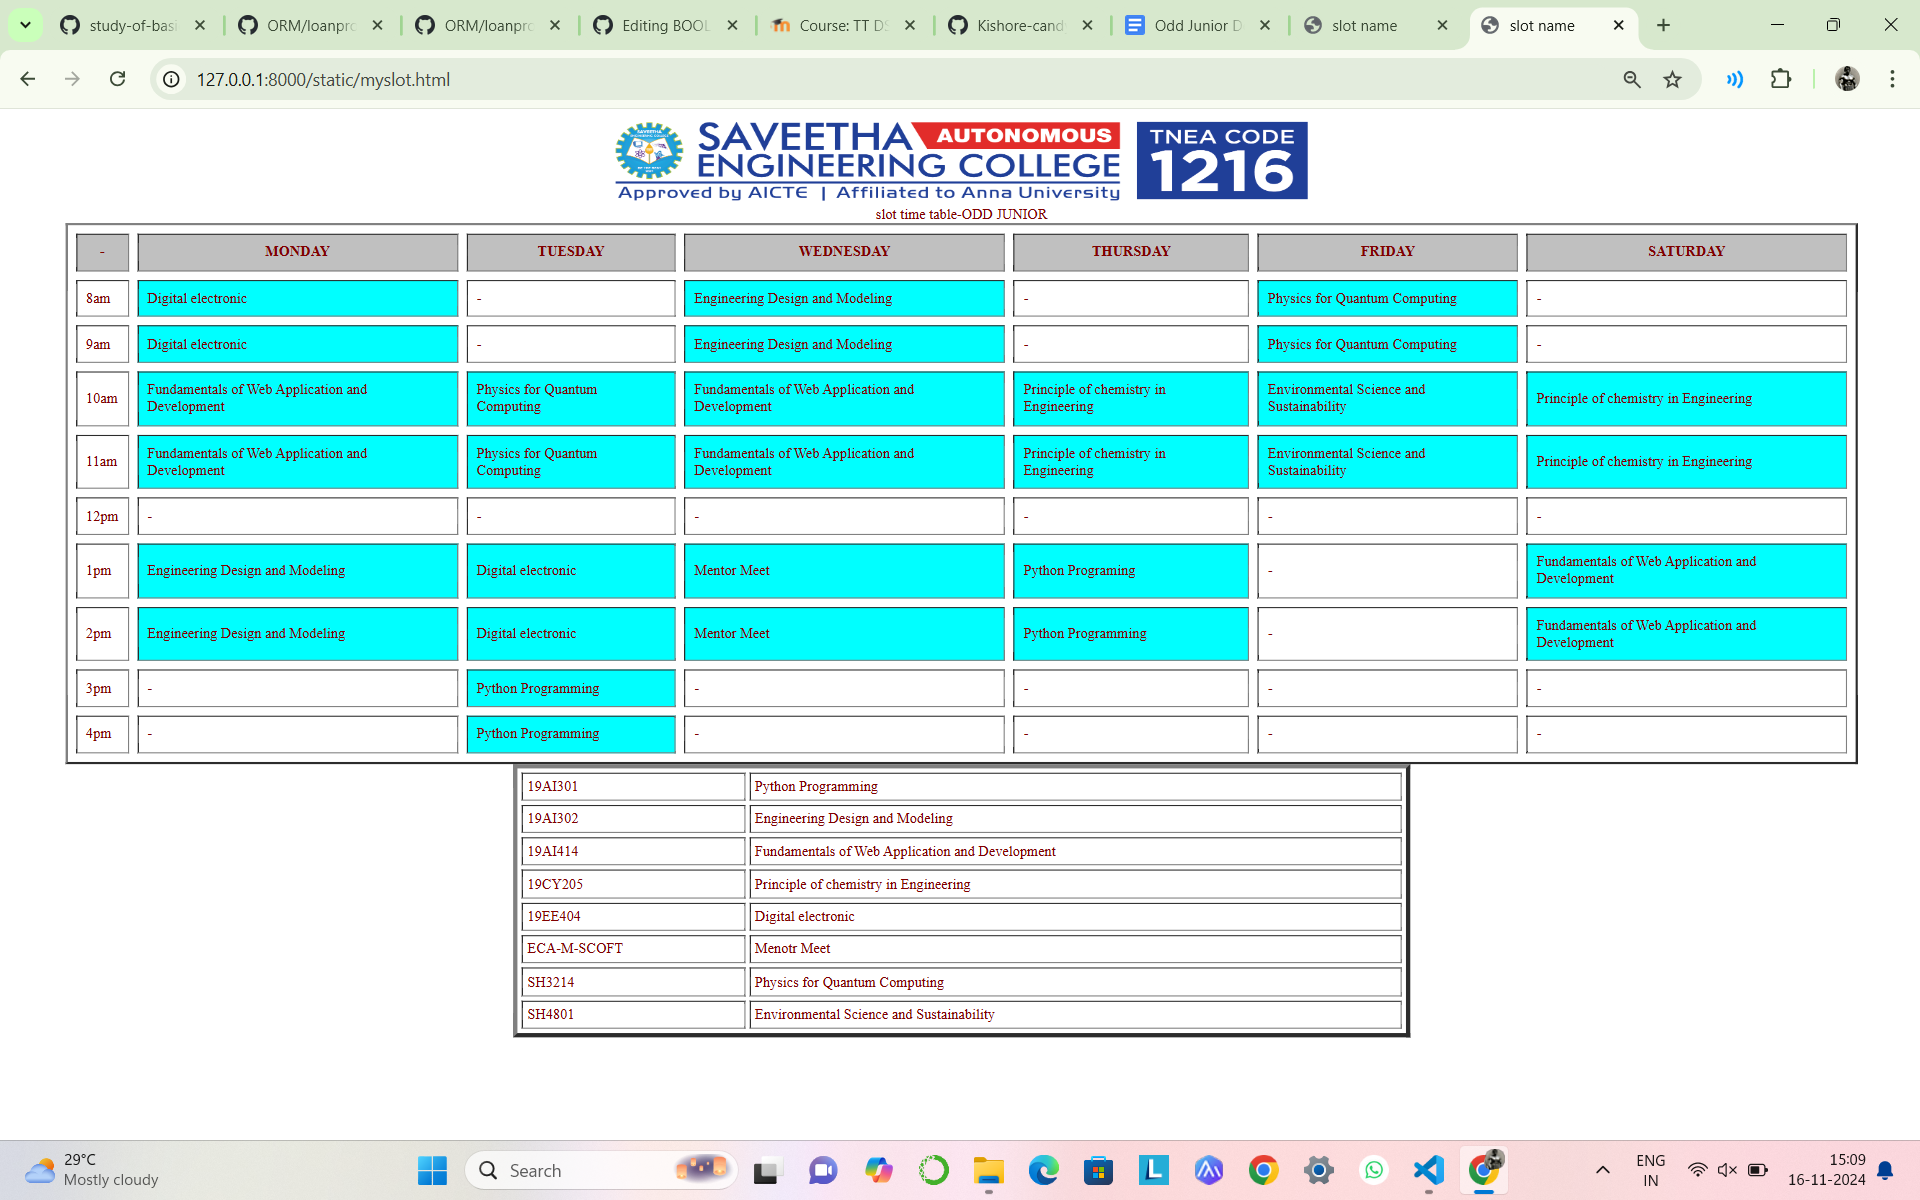 study-of-basi
ORM/loanpro
ORM/loanpro
Editing BOOL
Course: TT DS
Kishore-cand
Odd Junior D
slot name
slot name
127.0.0.1:8000/static/myslot.html
SAVEETHA AUTONOMOUS
ENGINEERING COLLEGE
Approved by AICTE | Affiliated to Anna University
TNEA CODE
1216
slot time table-ODD JUNIOR
- MONDAY TUESDAY WEDNESDAY THURSDAY FRIDAY SATURDAY
8am Digital electronic - Engineering Design and Modeling - Physics for Quantum Computing -
9am Digital electronic - Engineering Design and Modeling - Physics for Quantum Computing -
10am
Fundamentals of Web Application and
Development
Physics for Quantum
Computing
Fundamentals of Web Application and
Development
Principle of chemistry in
Engineering
Environmental Science and
Sustainability
Principle of chemistry in Engineering
11am
Fundamentals of Web Application and
Development
Physics for Quantum
Computing
Fundamentals of Web Application and
Development
Principle of chemistry in
Engineering
Environmental Science and
Sustainability
Principle of chemistry in Engineering
12pm - - - - - -
1pm Engineering Design and Modeling Digital electronic Mentor Meet Python Programing -
Fundamentals of Web Application and
Development
2pm Engineering Design and Modeling Digital electronic Mentor Meet Python Programming -
Fundamentals of Web Application and
Development
3pm - Python Programming - - - -
4pm - Python Programming - - - -
19AI301 Python Programming
19AI302 Engineering Design and Modeling
19AI414 Fundamentals of Web Application and Development
19CY205 Principle of chemistry in Engineering
19EE404 Digital electronic
ECA-M-SCOFT Menotr Meet
SH3214 Physics for Quantum Computing
SH4801 Environmental Science and Sustainability
29°C
Mostly cloudy
Search
ENG
IN
15:09
16-11-2024